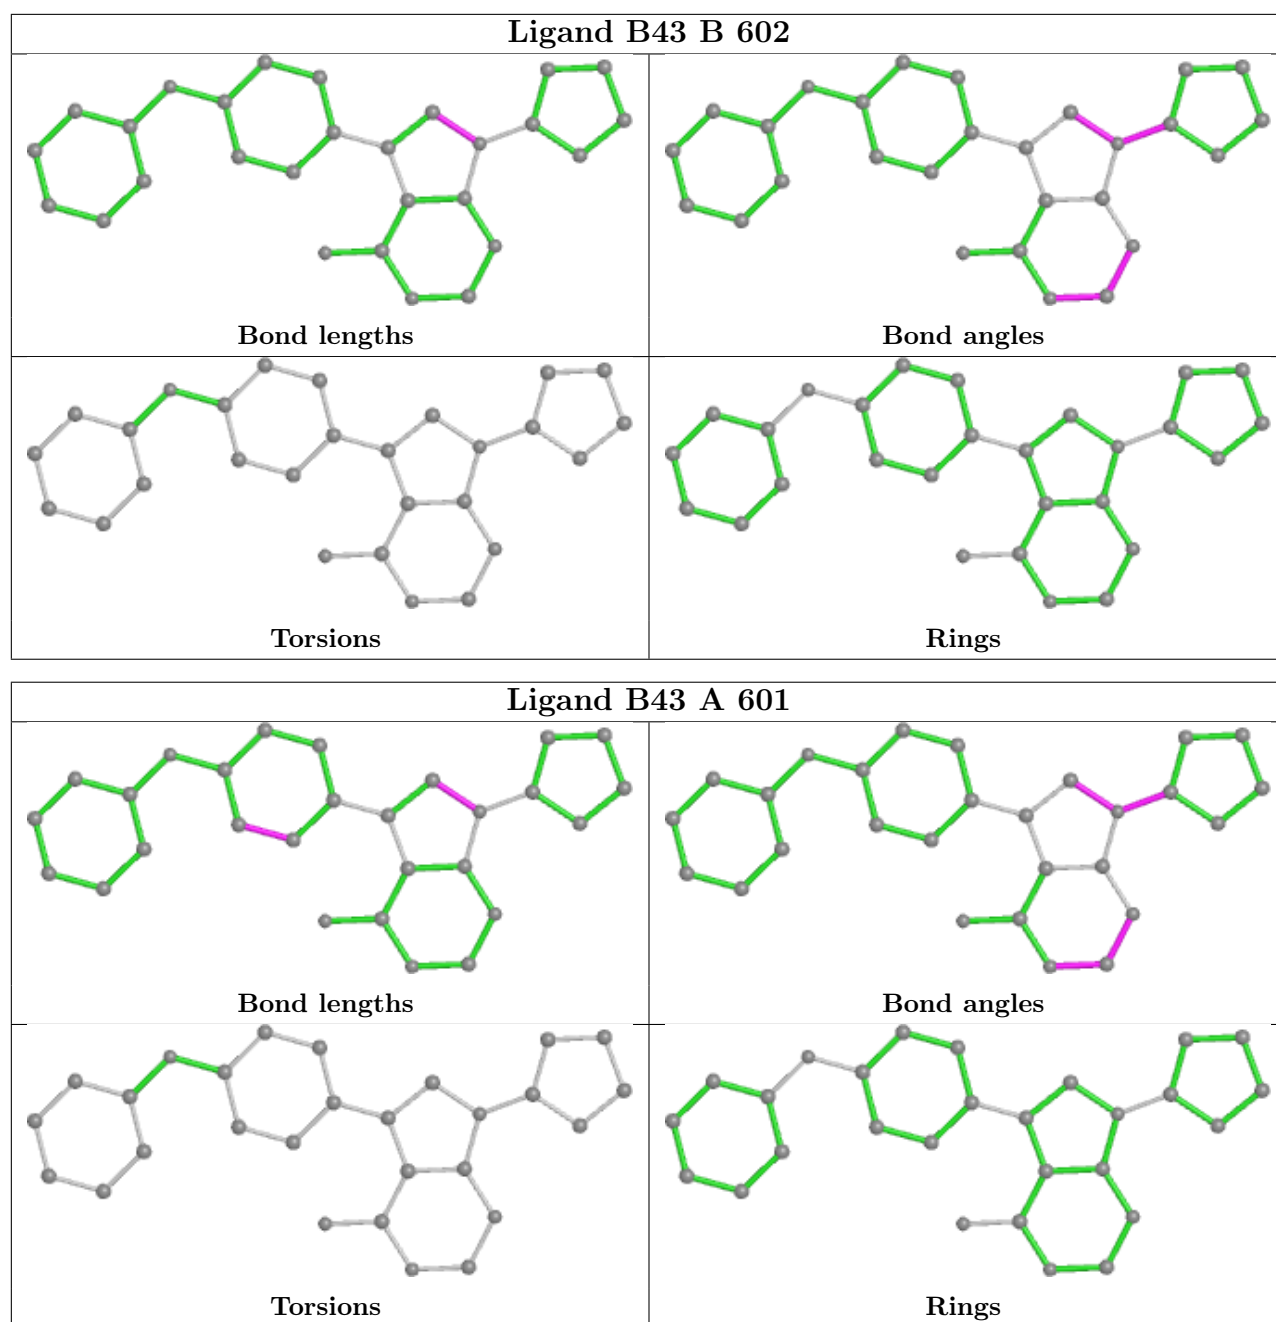 Ligand B43 B 602
Bond lengths
Bond angles
Torsions
Rings
Ligand B43 A 601
Bond lengths
Bond angles
Torsions
Rings